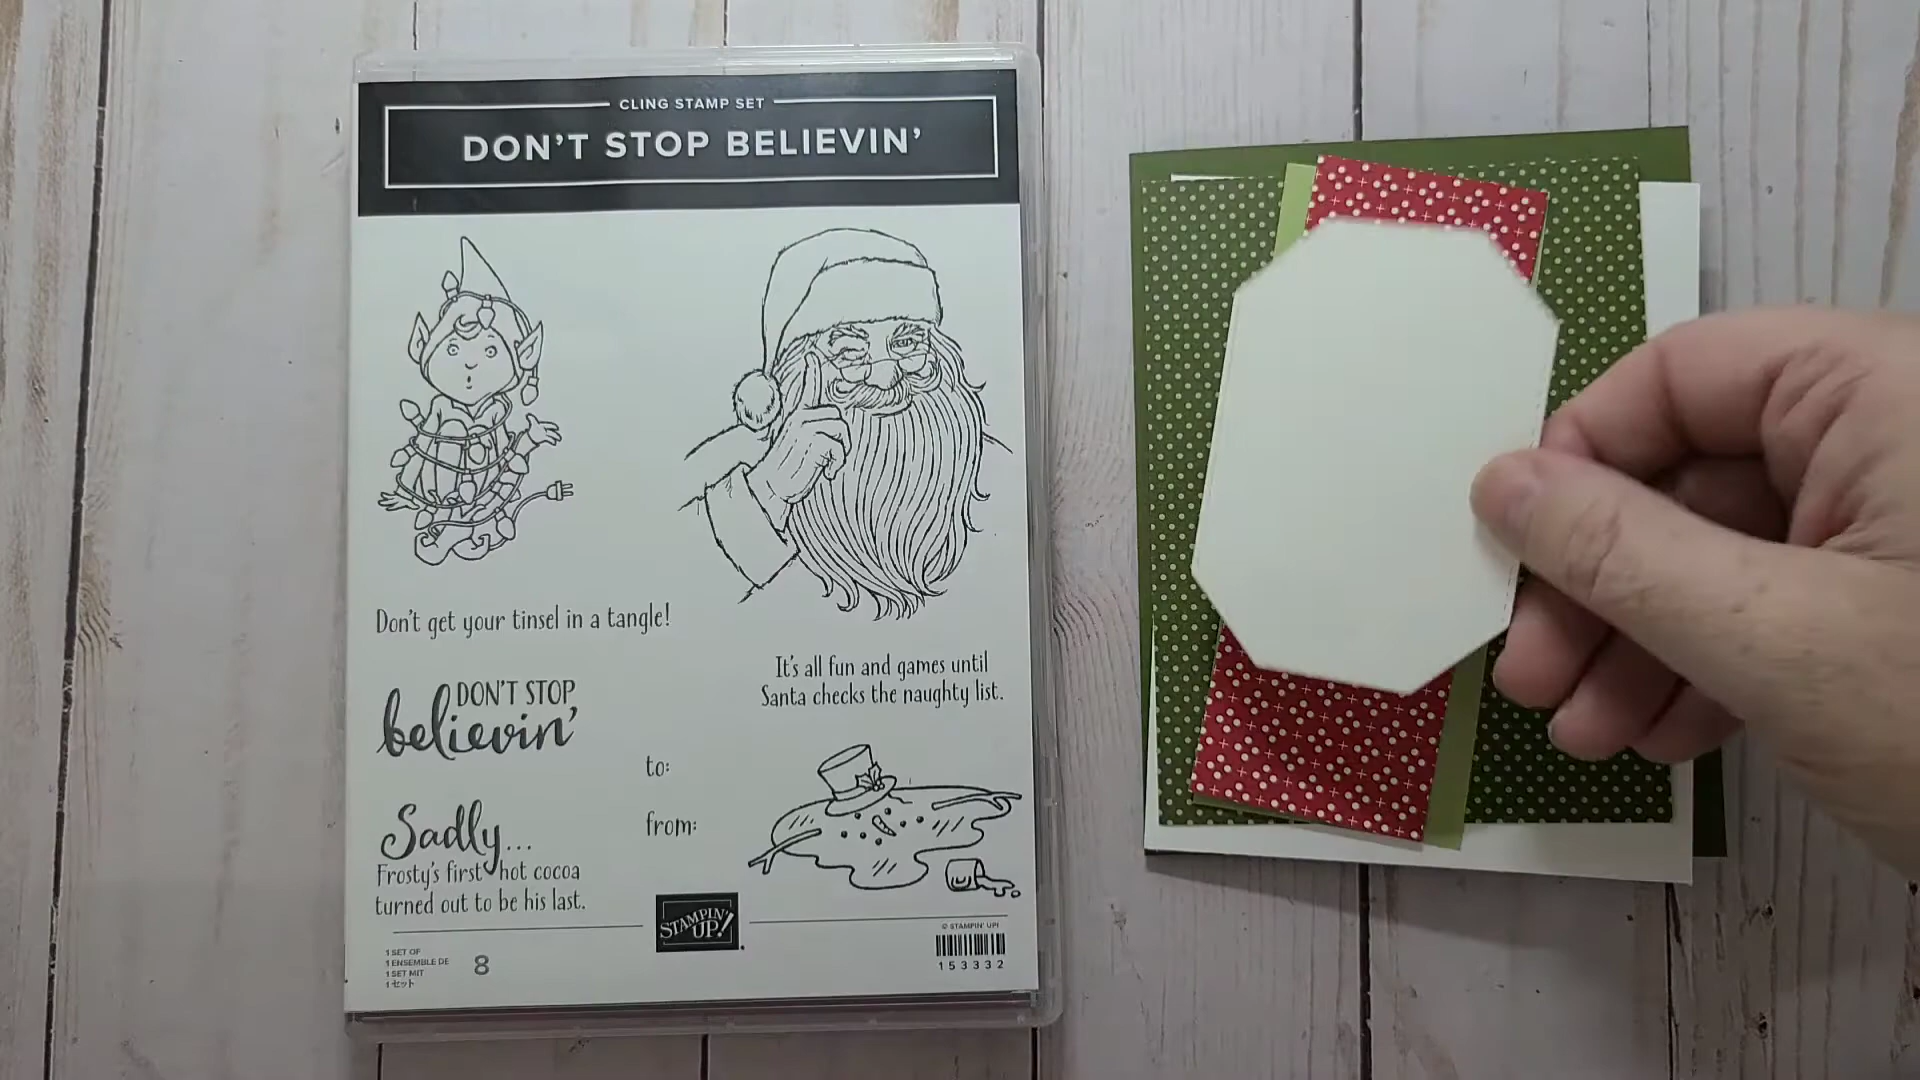 CLING STAMP SET
DON'T STOP BELIEVIN'
Don't get your tinsel in a tangle!
It's all fun and games until
Santa checks the naughty list.
DON'T STOP
believin'
to:
from:
Sadly...
Frosty's first hot cocoa
turned out to be his last.
STAMPIN'
UP!
© STAMPIN' UP!
153332
1 SET OF
1 ENSEMBLE DE
1 SET MIT
1 セット
8